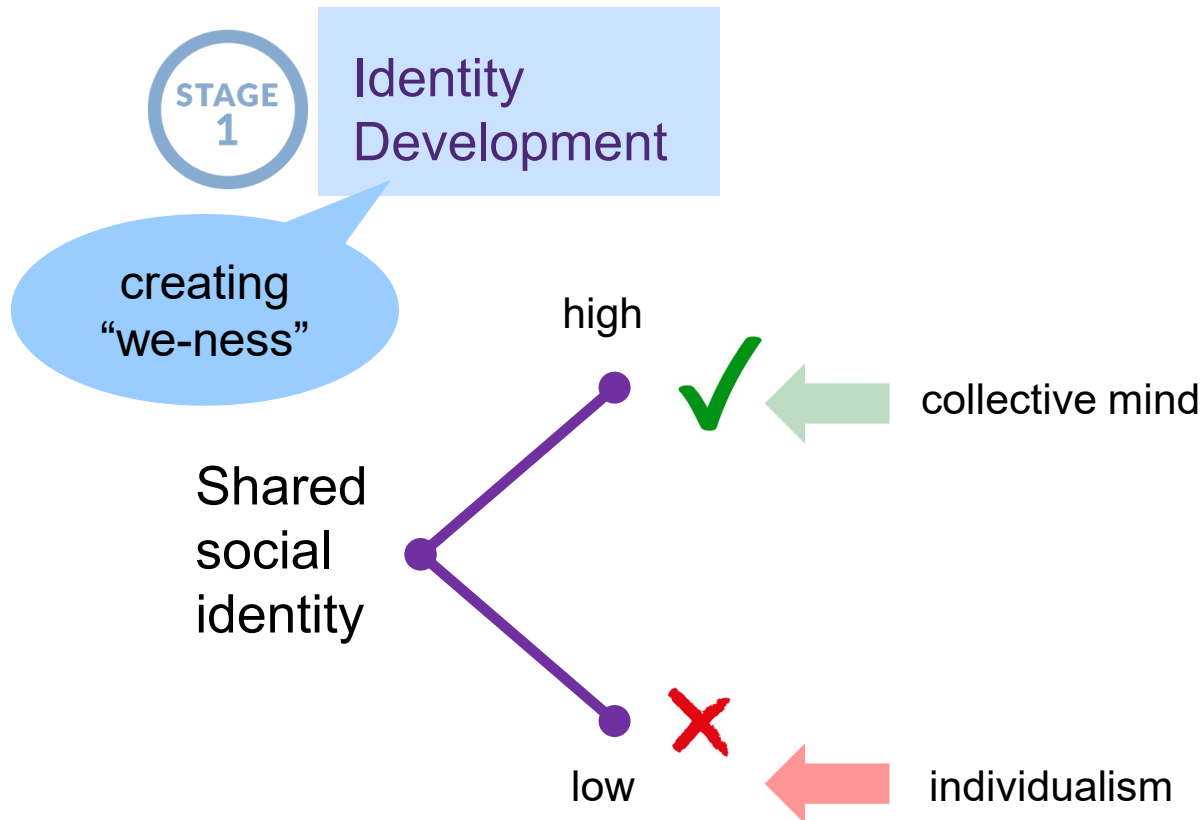 STAGE
1
Identity
Development
creating
“we-ness”
high
collective mind
Shared
social
identity
low
individualism